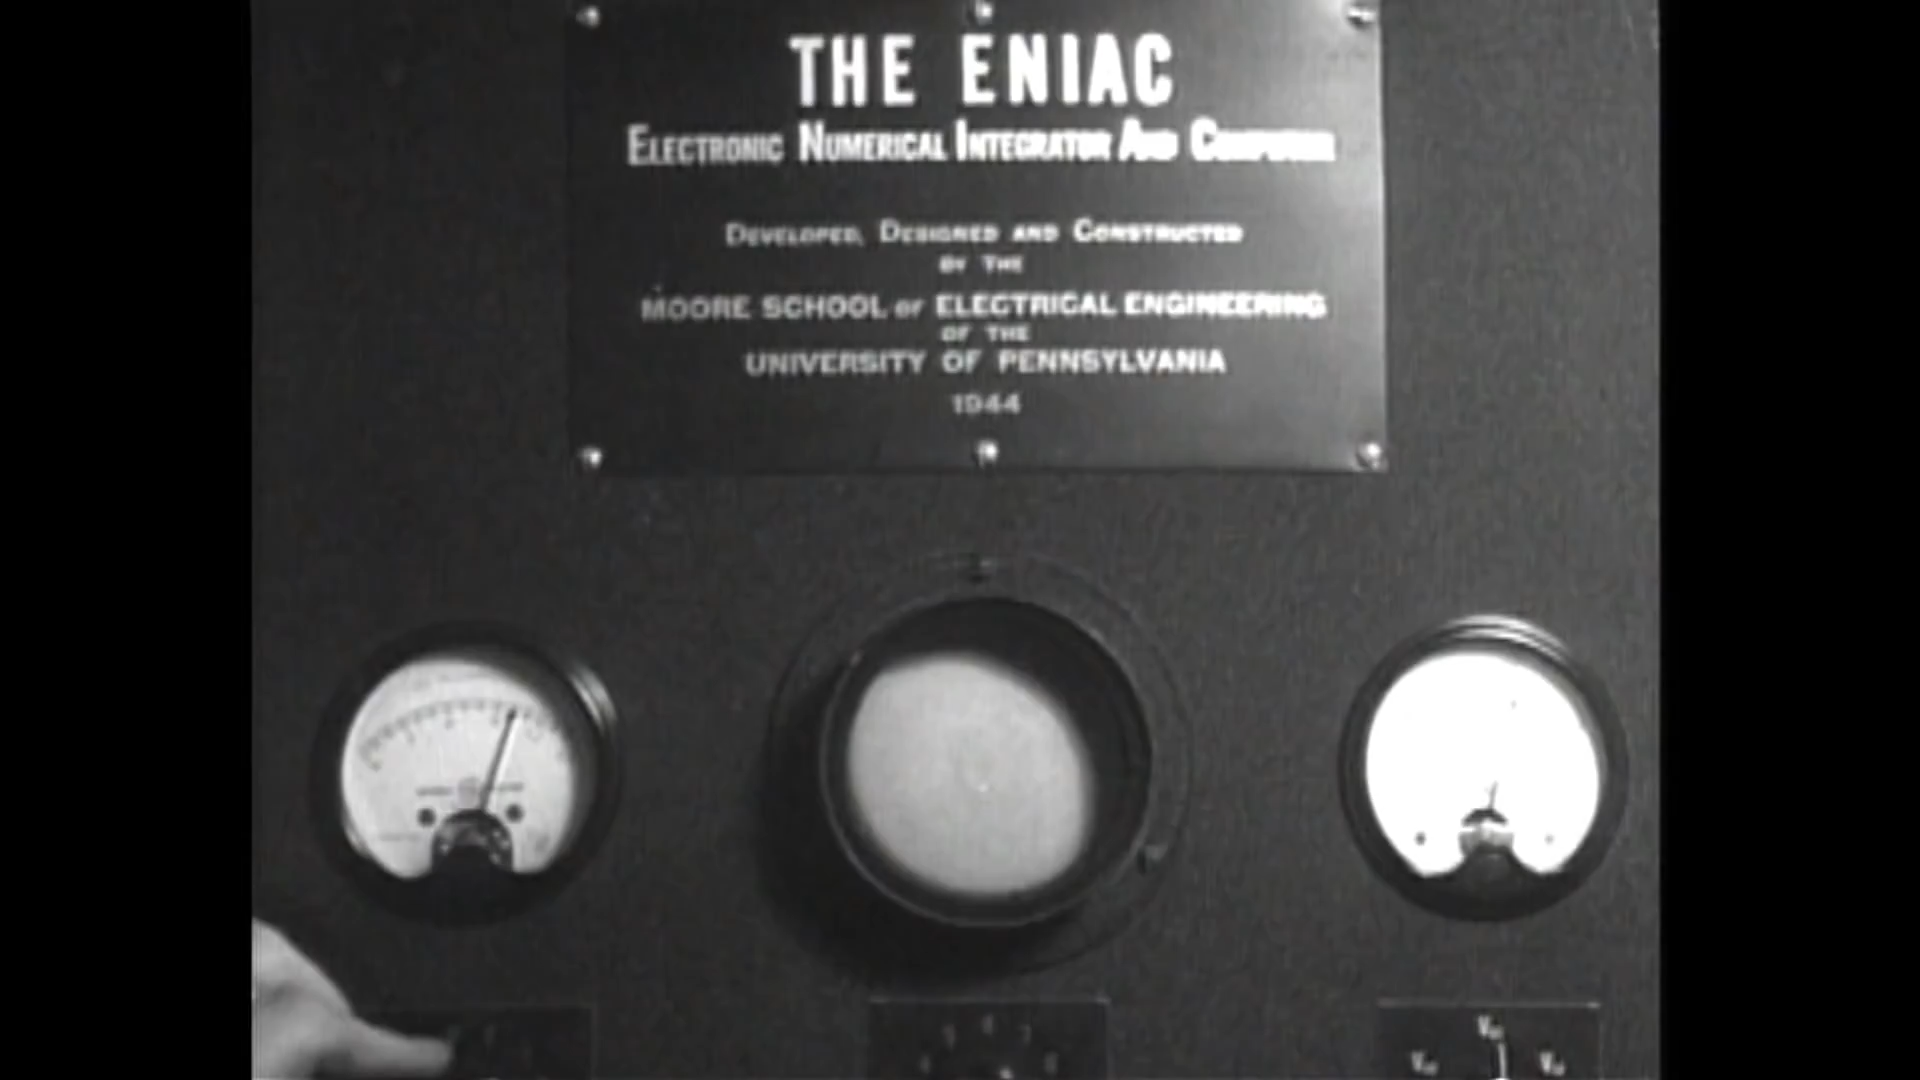 THE ENIAC
ELECTRONIC NUMERICAL INTEGRATOR AND COMPUTER
DEVELOPED, DESIGNED AND CONSTRUCTED
BY THE
MOORE SCHOOL OF ELECTRICAL ENGINEERING
OF THE
UNIVERSITY OF PENNSYLVANIA
1944